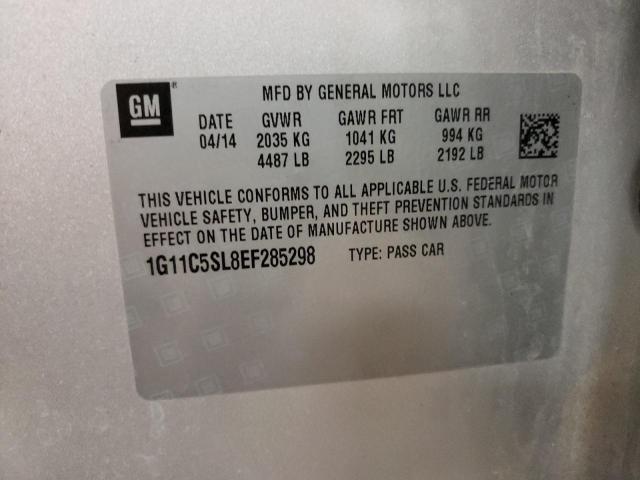 GM ®
MFD BY GENERAL MOTORS LLC
DATE GVWR GAWR FRT GAWR RR
04/14 2035 KG 1041 KG 994 KG
4487 LB 2295 LB 2192 LB
THIS VEHICLE CONFORMS TO ALL APPLICABLE U.S. FEDERAL MOTOR
VEHICLE SAFETY, BUMPER, AND THEFT PREVENTION STANDARDS IN
EFFECT ON THE DATE OF MANUFACTURE SHOWN ABOVE.
1G11C5SL8EF285298 TYPE: PASS CAR